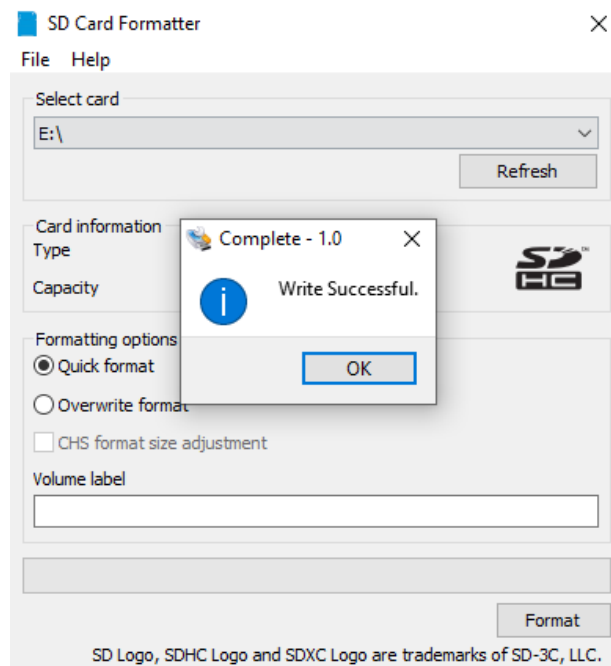 SD Card Formatter
File Help
Select card
E:\
Refresh
Card information
Type
Capacity
SD™
HC
Complete - 1.0
Write Successful.
OK
Formatting options
Quick format
Overwrite format
CHS format size adjustment
Volume label
Format
SD Logo, SDHC Logo and SDXC Logo are trademarks of SD-3C, LLC.